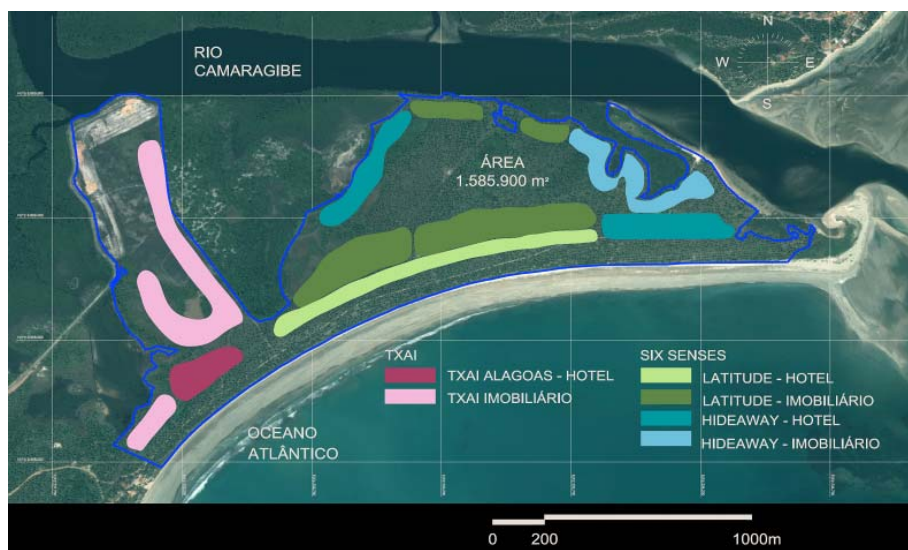 RIO
CAMARAGIBE
N
W
E
S
ÁREA
1.585.900 m²
TXAI
TXAI ALAGOAS - HOTEL
TXAI IMOBILIÁRIO
SIX SENSES
LATITUDE - HOTEL
LATITUDE - IMOBILIÁRIO
HIDEAWAY - HOTEL
HIDEAWAY - IMOBILIÁRIO
OCEANO
ATLÂNTICO
0 200 1000m